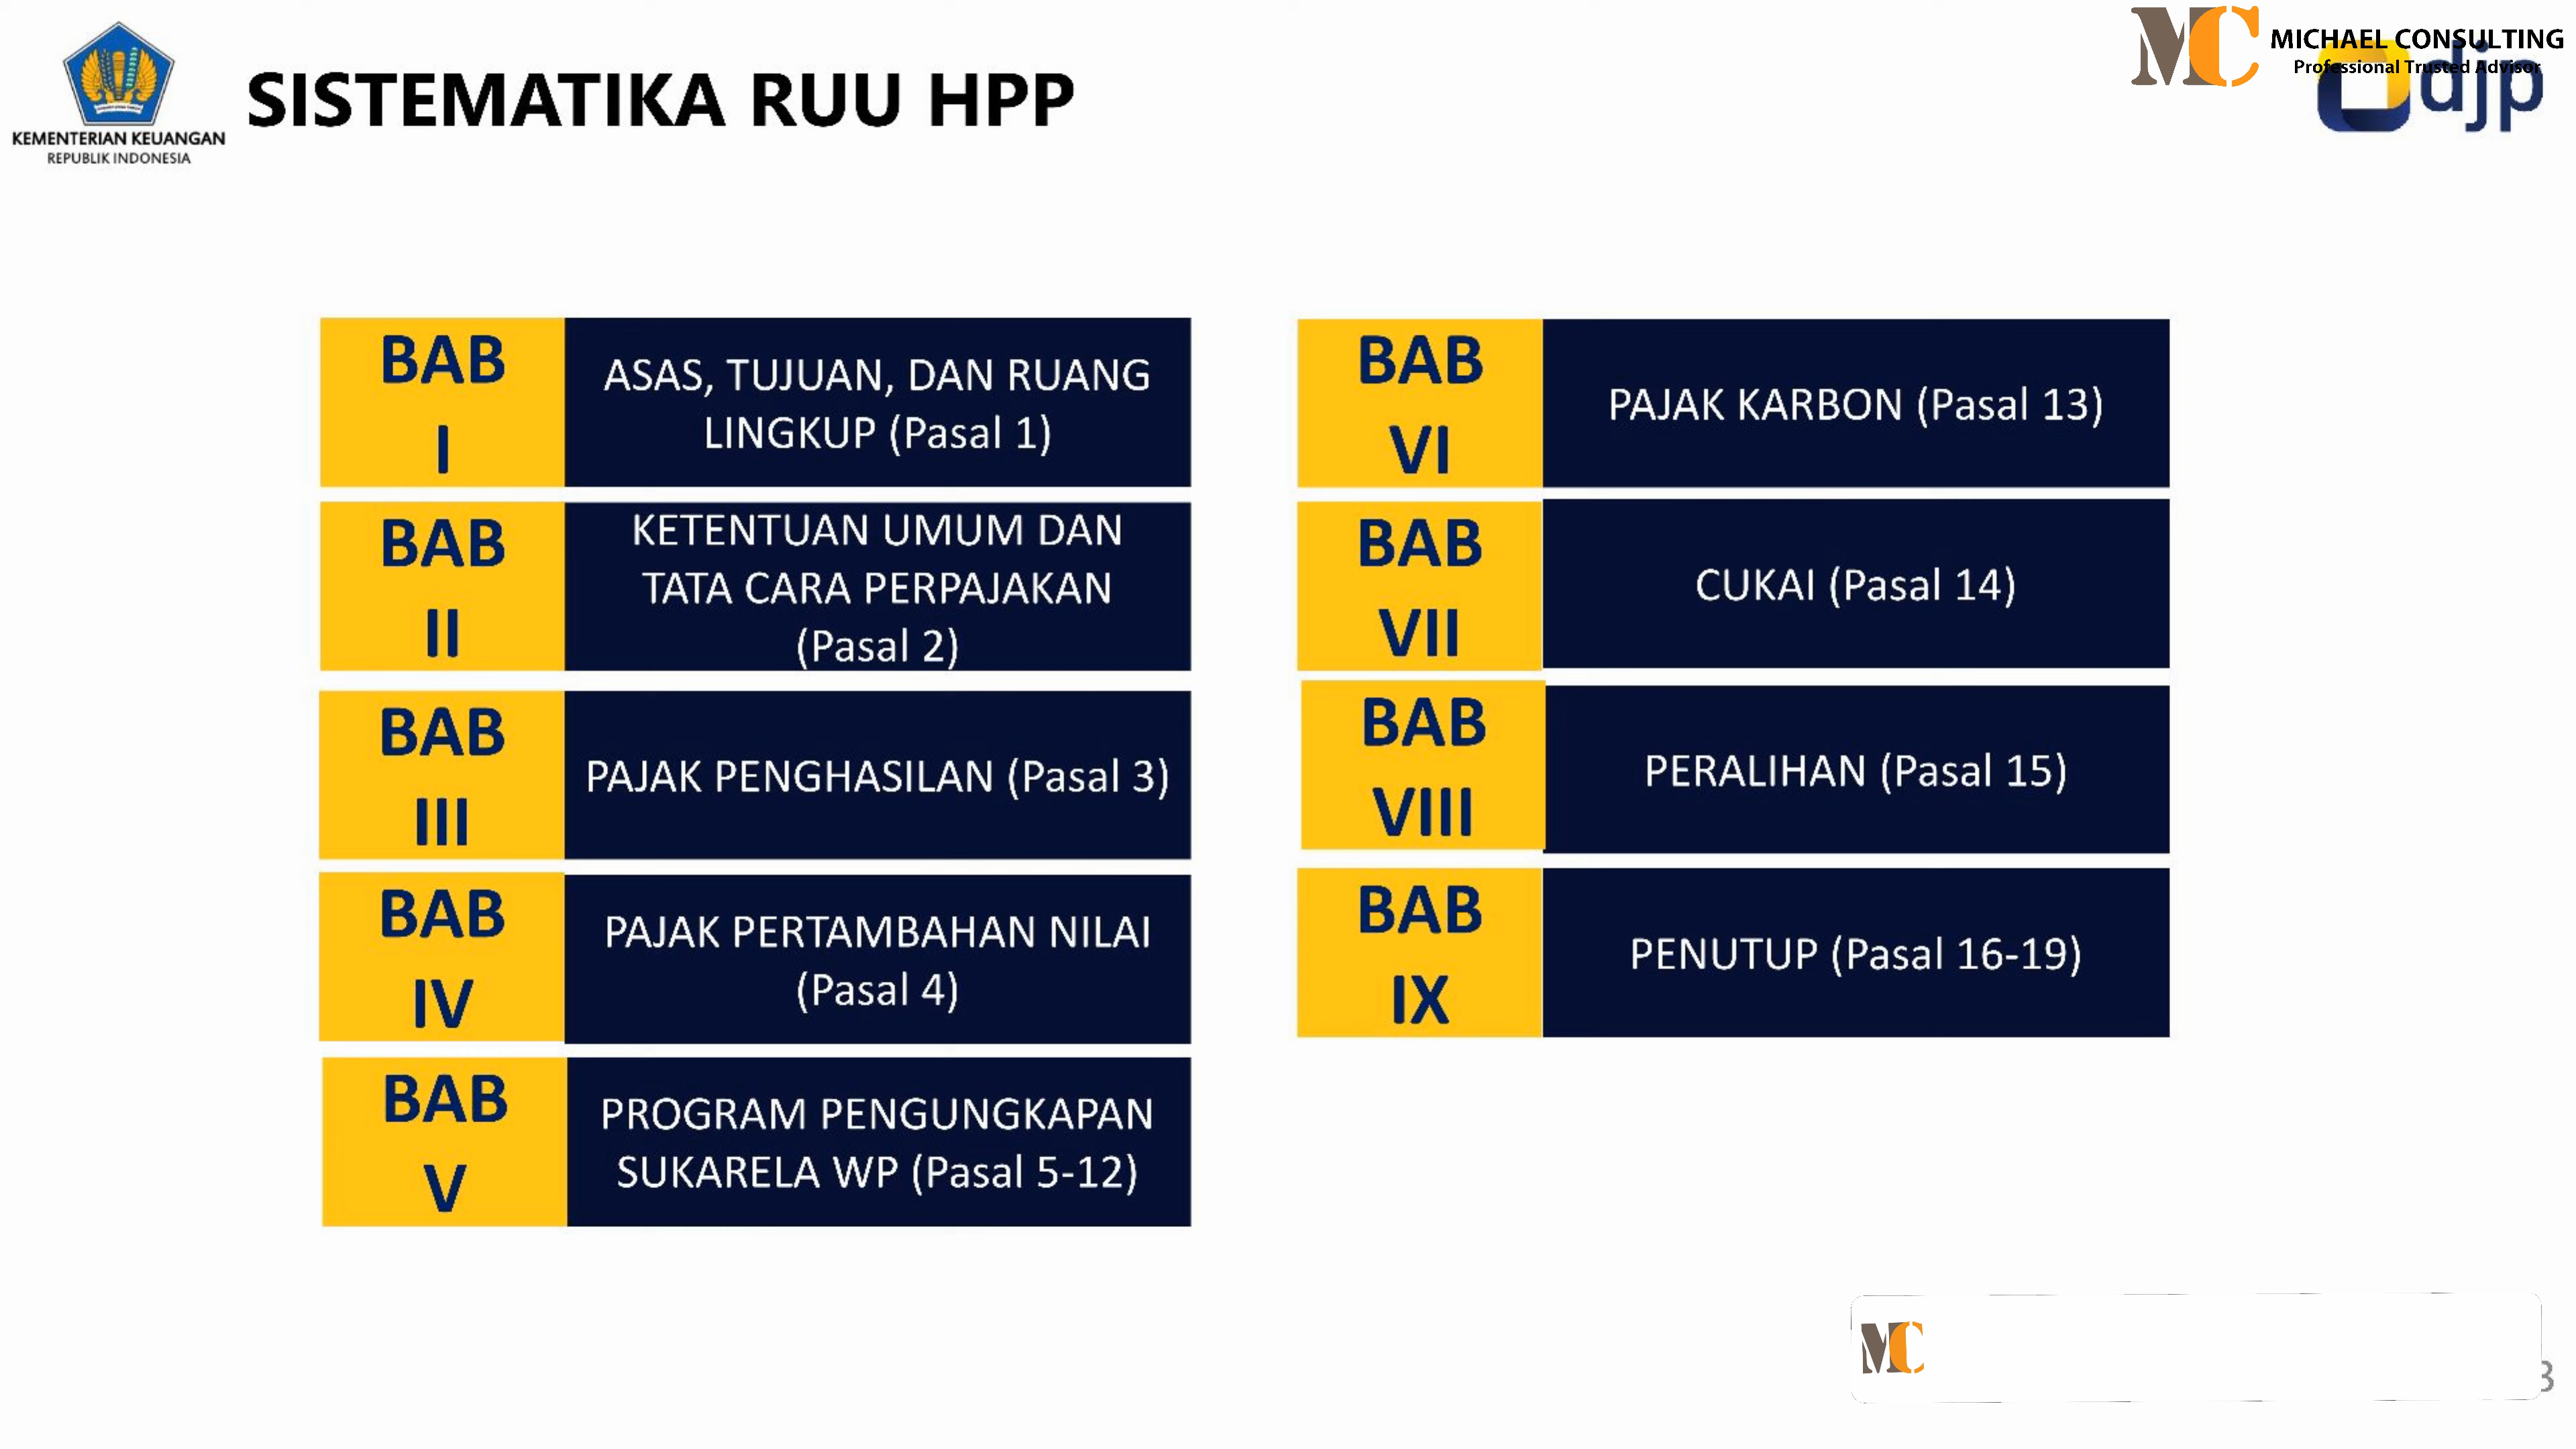 KEMENTERIAN KEUANGAN
REPUBLIK INDONESIA
SISTEMATIKA RUU HPP
MC
MICHAEL CONSULTING
Professional Trusted Advisor
djp
BAB
I
ASAS, TUJUAN, DAN RUANG
LINGKUP (Pasal 1)
BAB
II
KETENTUAN UMUM DAN
TATA CARA PERPAJAKAN
(Pasal 2)
BAB
III
PAJAK PENGHASILAN (Pasal 3)
BAB
IV
PAJAK PERTAMBAHAN NILAI
(Pasal 4)
BAB
V
PROGRAM PENGUNGKAPAN
SUKARELA WP (Pasal 5-12)
BAB
VI
PAJAK KARBON (Pasal 13)
BAB
VII
CUKAI (Pasal 14)
BAB
VIII
PERALIHAN (Pasal 15)
BAB
IX
PENUTUP (Pasal 16-19)
MC